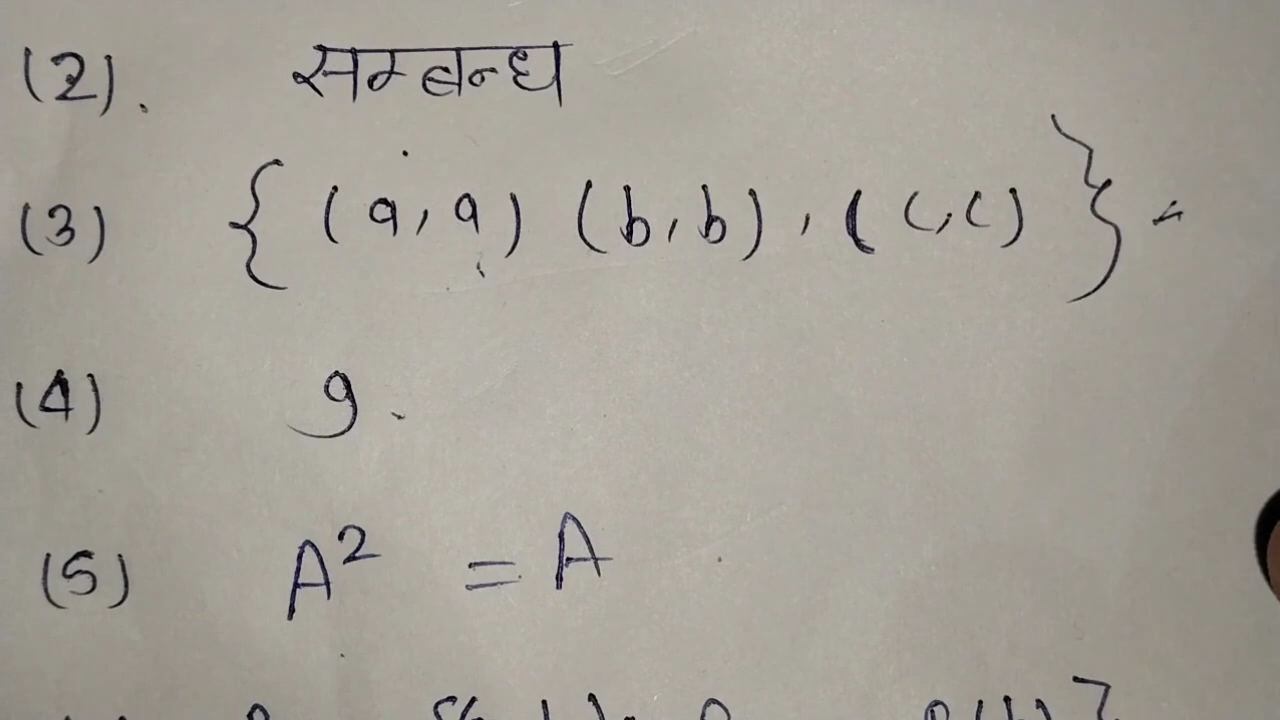 (2). सम्बन्ध
(3) { (a,a) (b,b), (c,c) }.
(4) 9.
(5) A² = A